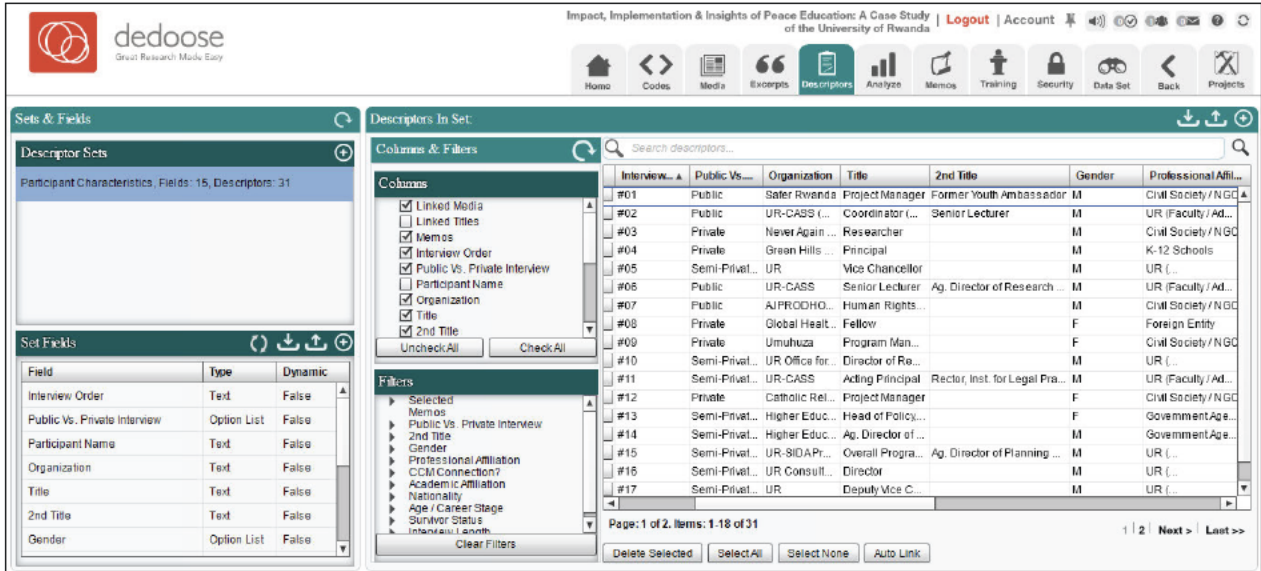 dedoose
Great Research Made Easy
Impact, Implementation & Insights of Peace Education: A Case Study of the University of Rwanda | Logout | Account
Home Codes Media Excerpts Descriptors Analyze Memos Training Security Data Set Back Projects
Sets & Fields
Descriptor Sets
Participant Characteristics, Fields: 15, Descriptors: 31
Set Fields
Field Type Dynamic
Interview Order Text False
Public Vs. Private Interview Option List False
Participant Name Text False
Organization Text False
Title Text False
2nd Title Text False
Gender Option List False
Descriptors In Set:
Columns & Filters
Columns
Linked Media
Linked Titles
Memos
Interview Order
Public Vs. Private Interview
Participant Name
Organization
Title
2nd Title
Uncheck All Check All
Filters
Selected
Memos
Public Vs. Private Interview
2nd Title
Gender
Professional Affiliation
CCM Connection?
Academic Affiliation
Nationality
Age / Career Stage
Survivor Status
Interview Length
Clear Filters
Search descriptors...
Interview... Public Vs.... Organization Title 2nd Title Gender Professional Affil...
#01 Public Safer Rwanda Project Manager Former Youth Ambassador M Civil Society / NGO
#02 Public UR-CASS (... Coordinator (... Senior Lecturer M UR (Faculty / Ad...
#03 Private Never Again ... Researcher M Civil Society / NGO
#04 Private Green Hills ... Principal M K-12 Schools
#05 Semi-Privat... UR Vice Chancellor M UR (...
#06 Public UR-CASS Senior Lecturer Ag. Director of Research ... M UR (Faculty / Ad...
#07 Public AJPRODHO... Human Rights... M Civil Society / NGO
#08 Private Global Healt... Fellow F Foreign Entity
#09 Private Umuhuza Program Man... F Civil Society / NGO
#10 Semi-Privat... UR Office for... Director of Re... M UR (...
#11 Semi-Privat... UR-CASS Acting Principal Rector, Inst. for Legal Pra... M UR (Faculty / Ad...
#12 Private Catholic Rel... Project Manager F Civil Society / NGO
#13 Semi-Privat... Higher Educ... Head of Policy,... F Government Age...
#14 Semi-Privat... Higher Educ... Ag. Director of ... M Government Age...
#15 Semi-Privat... UR-SIDA Pr... Overall Progra... Ag. Director of Planning ... M UR (...
#16 Semi-Privat... UR Consult... Director M UR (...
#17 Semi-Privat... UR Deputy Vice C... M UR (...
Page: 1 of 2. Items: 1-18 of 31
1 | 2 Next > Last >>
Delete Selected Select All Select None Auto Link